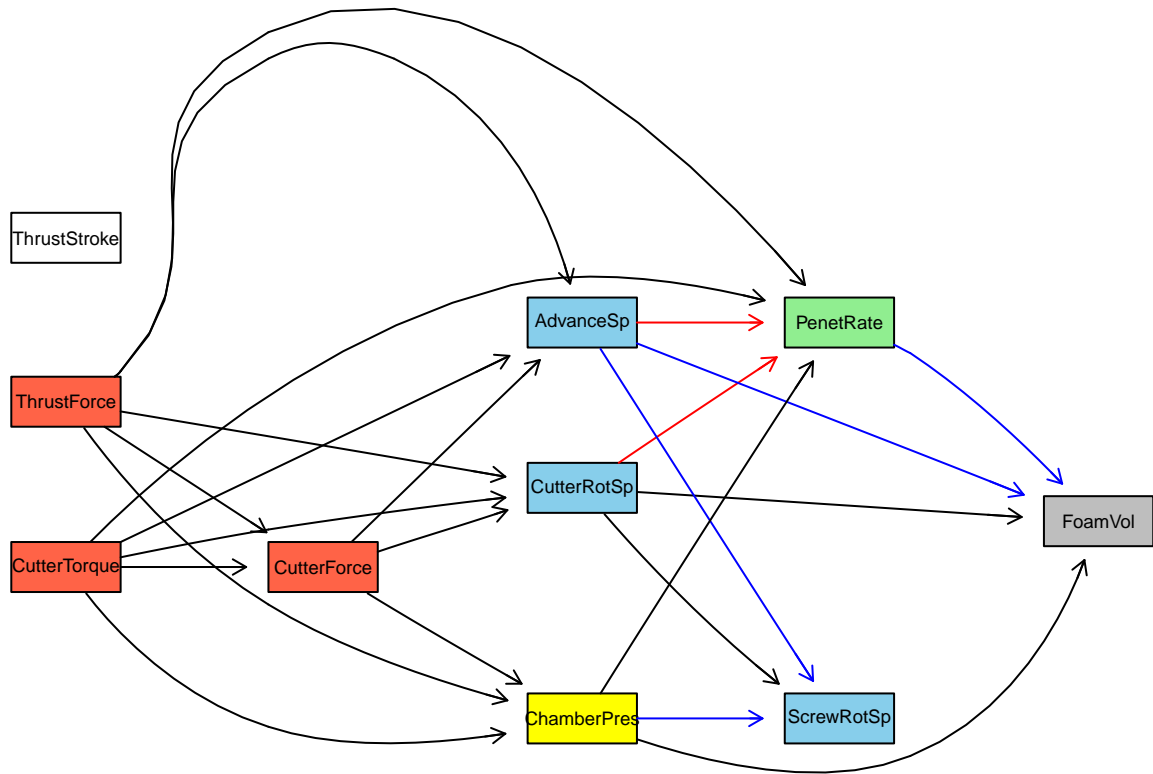 ThrustStroke
AdvanceSp
PenetRate
ThrustForce
CutterRotSp
FoamVol
CutterTorque
CutterForce
ChamberPres
ScrewRotSp